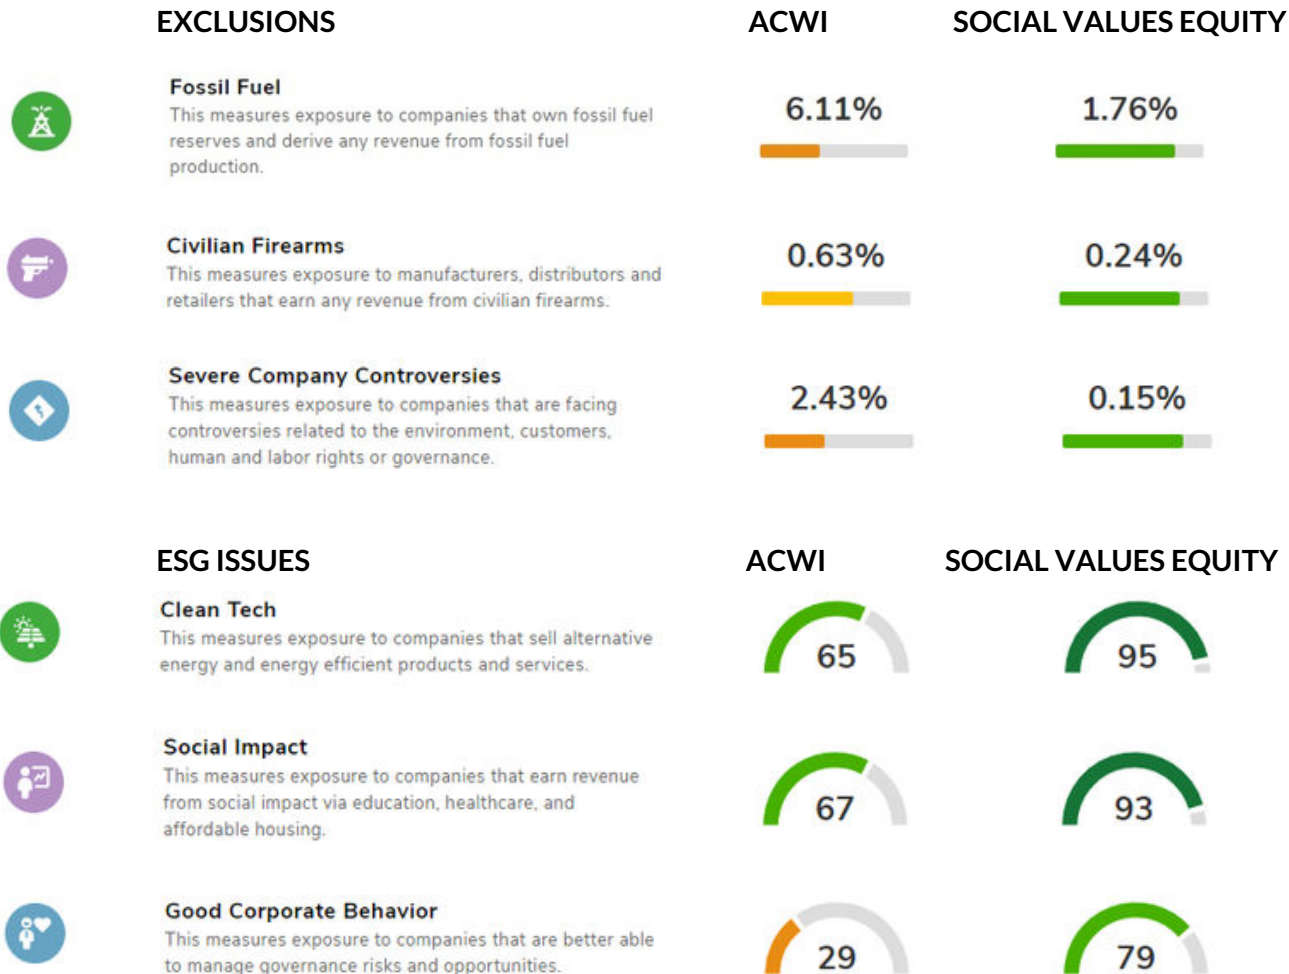 EXCLUSIONS ACWI SOCIAL VALUES EQUITY
Fossil Fuel
This measures exposure to companies that own fossil fuel
reserves and derive any revenue from fossil fuel
production.
6.11% 1.76%
Civilian Firearms
This measures exposure to manufacturers, distributors and
retailers that earn any revenue from civilian firearms.
0.63% 0.24%
Severe Company Controversies
This measures exposure to companies that are facing
controversies related to the environment, customers,
human and labor rights or governance.
2.43% 0.15%
ESG ISSUES ACWI SOCIAL VALUES EQUITY
Clean Tech
This measures exposure to companies that sell alternative
energy and energy efficient products and services.
65 95
Social Impact
This measures exposure to companies that earn revenue
from social impact via education, healthcare, and
affordable housing.
67 93
Good Corporate Behavior
This measures exposure to companies that are better able
to manage governance risks and opportunities.
29 79